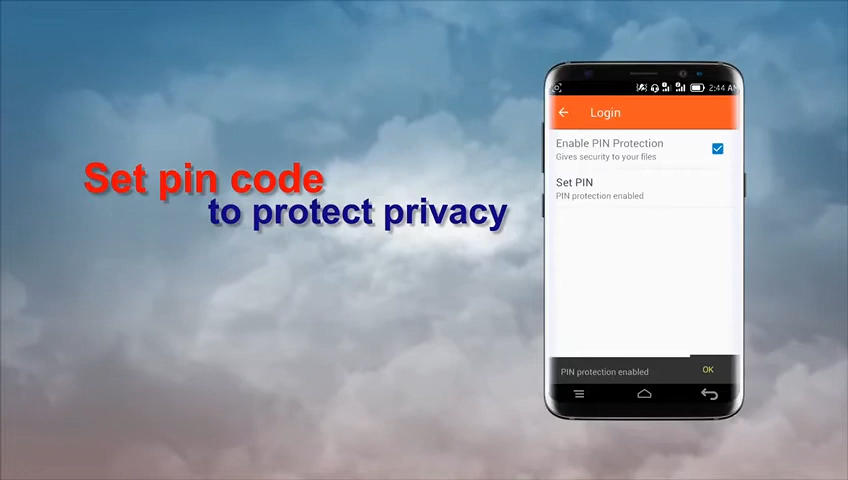 Set pin code
to protect privacy
2:44 AM
Login
Enable PIN Protection
Gives security to your files
Set PIN
PIN protection enabled
PIN protection enabled
OK